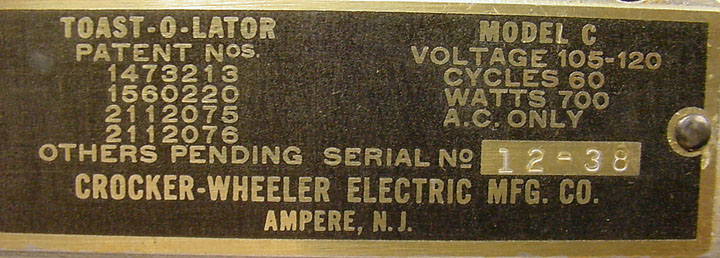 TOAST-O-LATOR
PATENT NOS.
1473213
1560220
2112075
2112076
OTHERS PENDING
MODEL C
VOLTAGE 105-120
CYCLES 60
WATTS 700
A.C. ONLY
SERIAL NO 12-38
CROCKER-WHEELER ELECTRIC MFG. CO.
AMPERE, N.J.